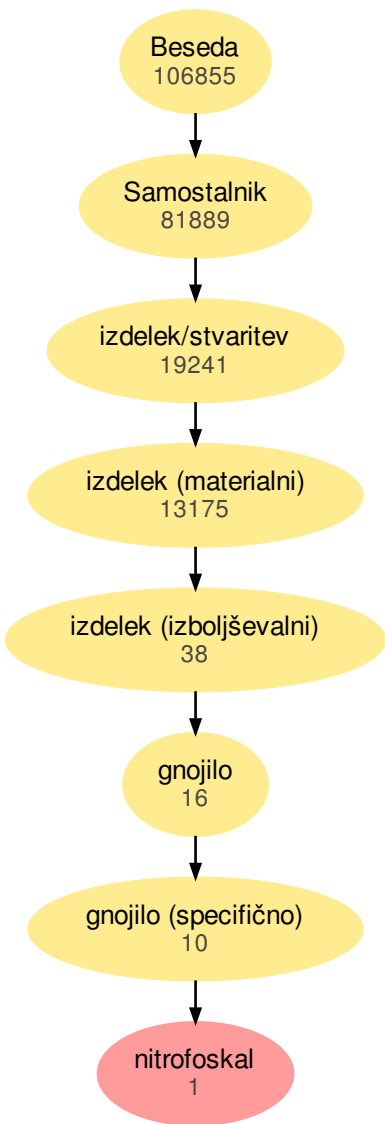 Beseda
106855
Samostalnik
81889
izdelek/stvaritev
19241
izdelek (materialni)
13175
izdelek (izboljševalni)
38
gnojilo
16
gnojilo (specifično)
10
nitrofoskal
1